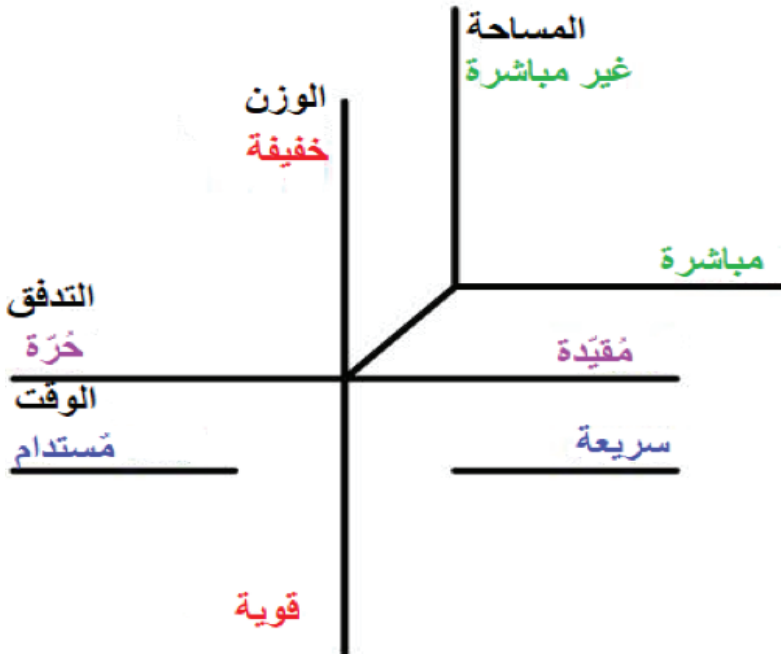 المساحة
غير مباشرة
الوزن
خفيفة
مباشرة
التدفق
حُرّة
مُقيّدة
الوقت
مُستدام
سريعة
قوية